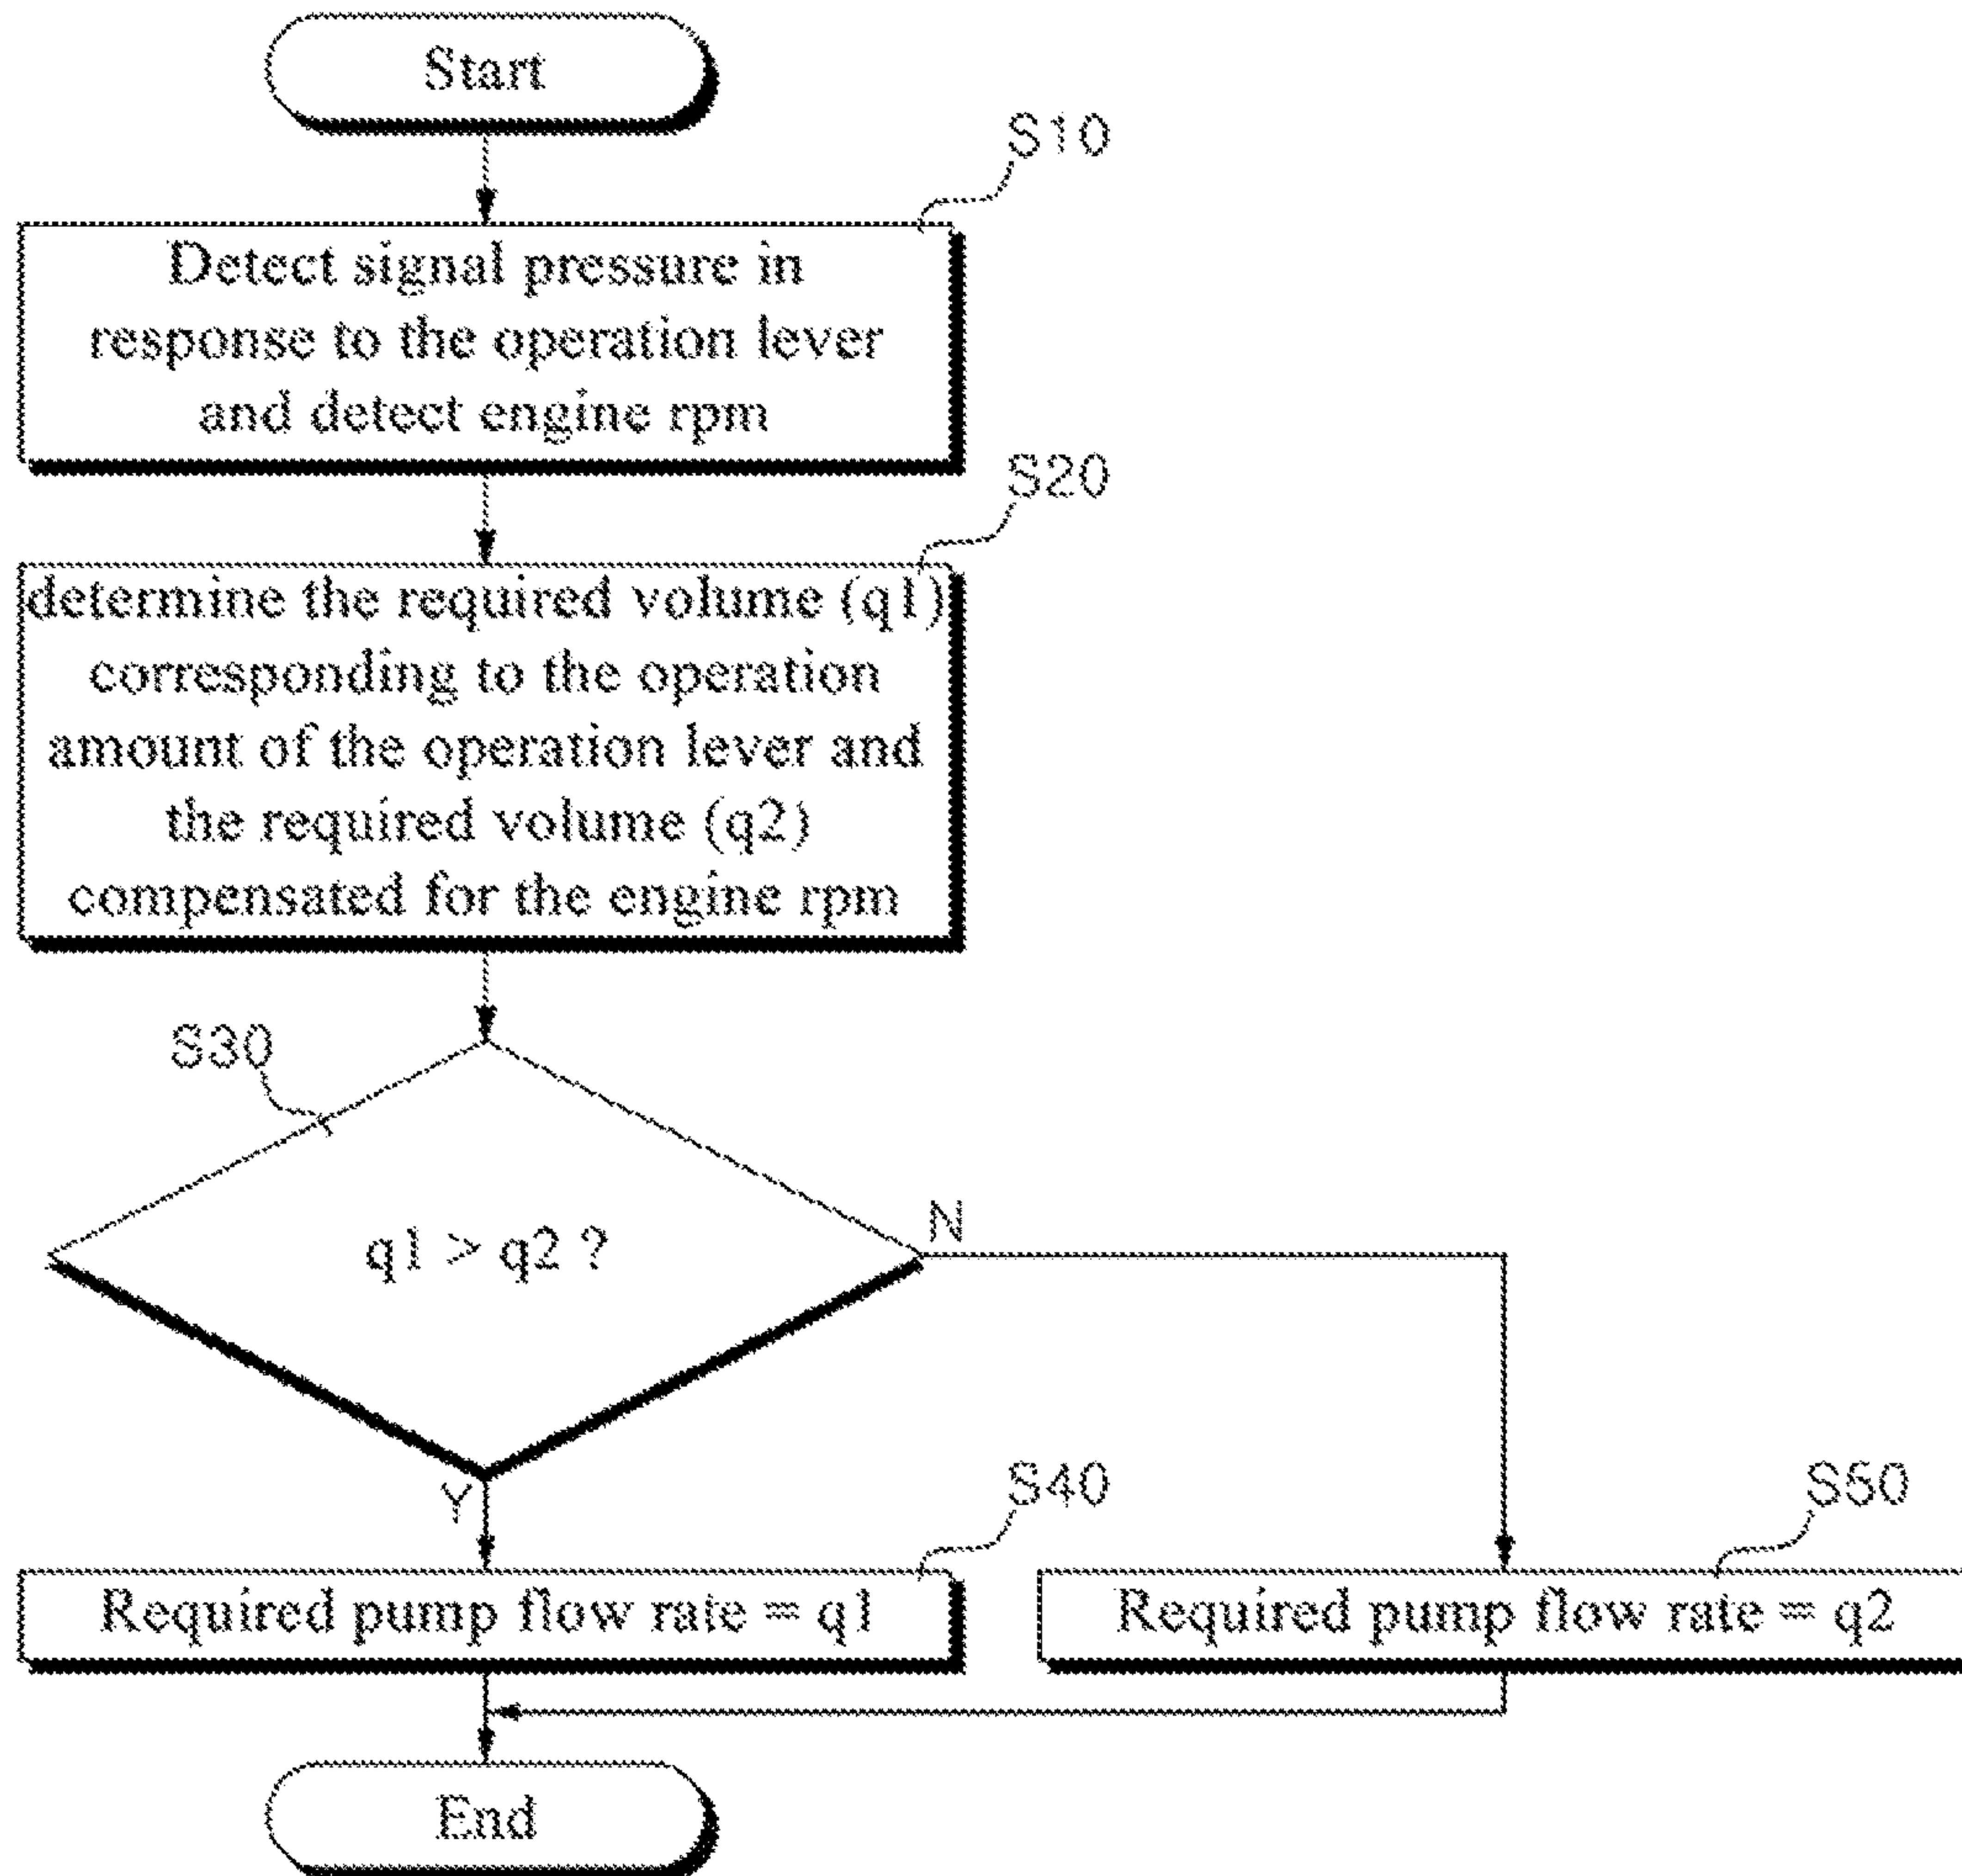 Start
S10
Detect signal pressure in
response to the operation lever
and detect engine rpm
S20
determine the required volume (q1)
corresponding to the operation
amount of the operation lever and
the required volume (q2)
compensated for the engine rpm
S30
q1 > q2 ?
N
Y
S40
S50
Required pump flow rate = q1
Required pump flow rate = q2
End